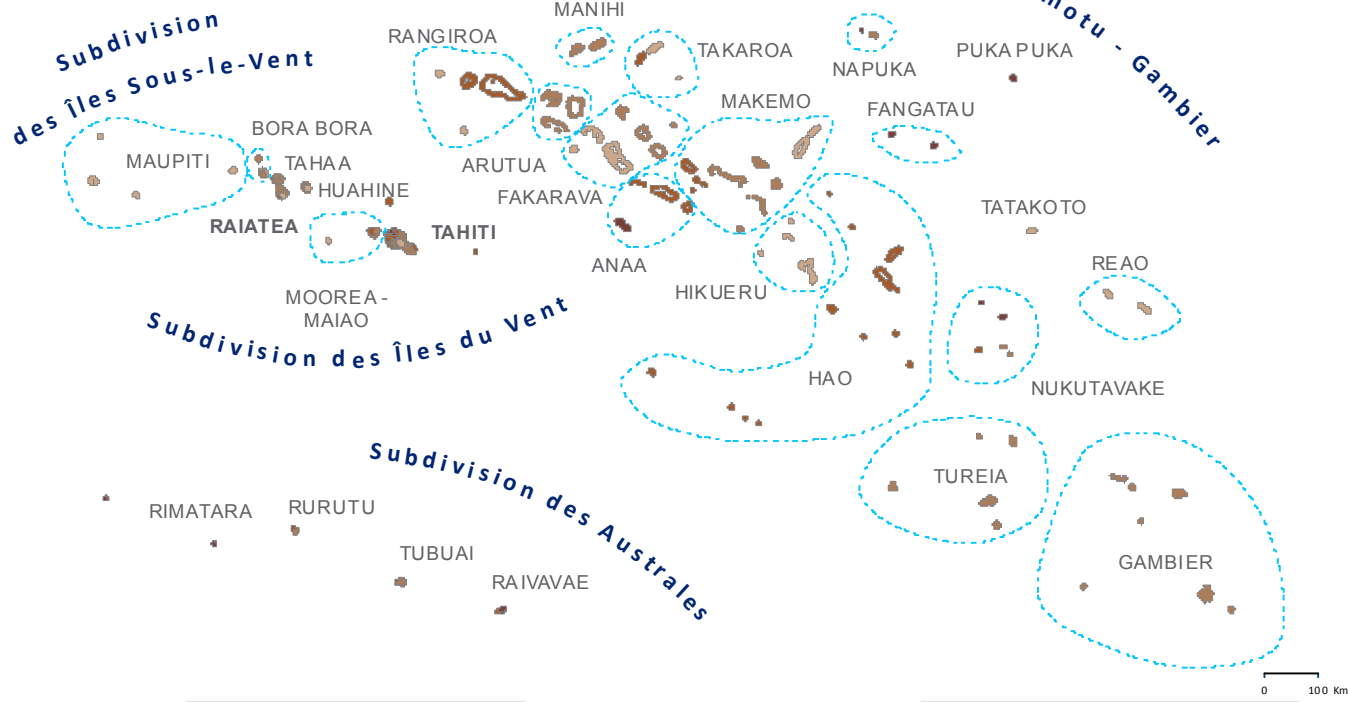 MANIHI
Subdivision
des Îles Sous-le-Vent
RANGIROA
TAKAROA
NAPUKA
PUKA PUKA
- Gambier
MAKEMO
FANGATAU
BORA BORA
MAUPITI
TAHAA
ARUTUA
HUAHINE
FAKARAVA
TATAKOTO
RAIATEA
TAHITI
ANAA
REAO
HIKUERU
MOOREA -
MAIAO
Subdivision des Îles du Vent
HAO
NUKUTAVAKE
Subdivision des Australes
TUREIA
RIMATARA
RURUTU
TUBUAI
GAMBIER
RAIVAVAE
0 100 Km